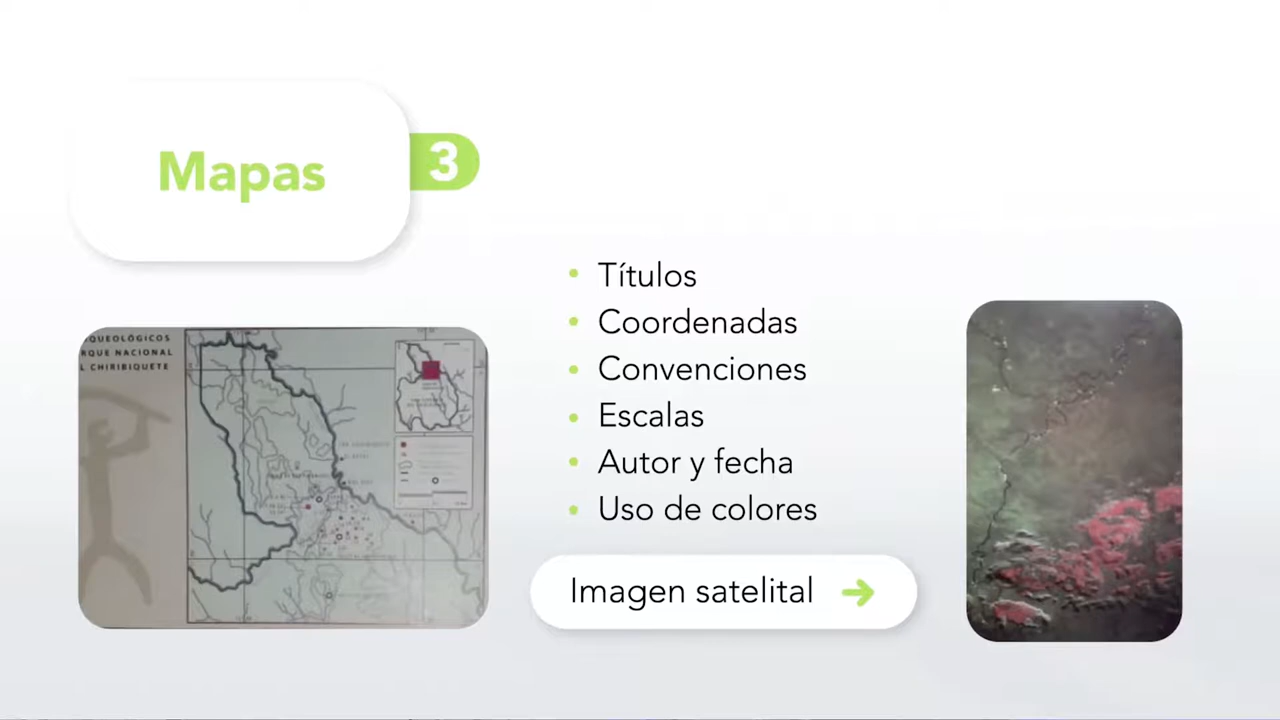 Mapas
3
QUEOLÓGICOS
RQUE NACIONAL
L CHIRIBIQUETE
Títulos
Coordenadas
Convenciones
Escalas
Autor y fecha
Uso de colores
Imagen satelital